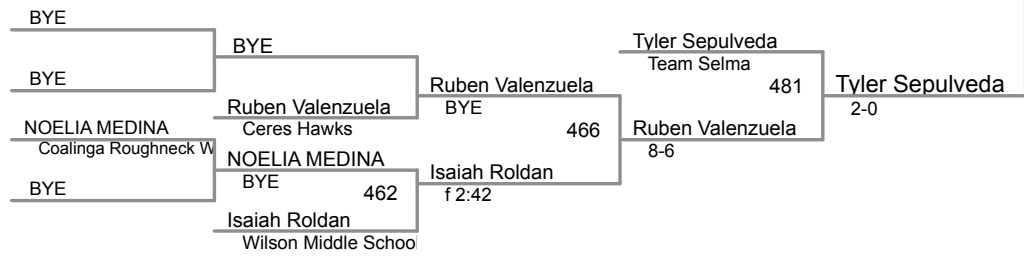 BYE
BYE
BYE
Ruben Valenzuela
Ceres Hawks
NOELIA MEDINA
Coalinga Roughneck W
BYE
NOELIA MEDINA
BYE
462
Isaiah Roldan
Wilson Middle Schoo
Ruben Valenzuela
BYE
466
Isaiah Roldan
f 2:42
Tyler Sepulveda
Team Selma
481
Ruben Valenzuela
8-6
Tyler Sepulveda
2-0